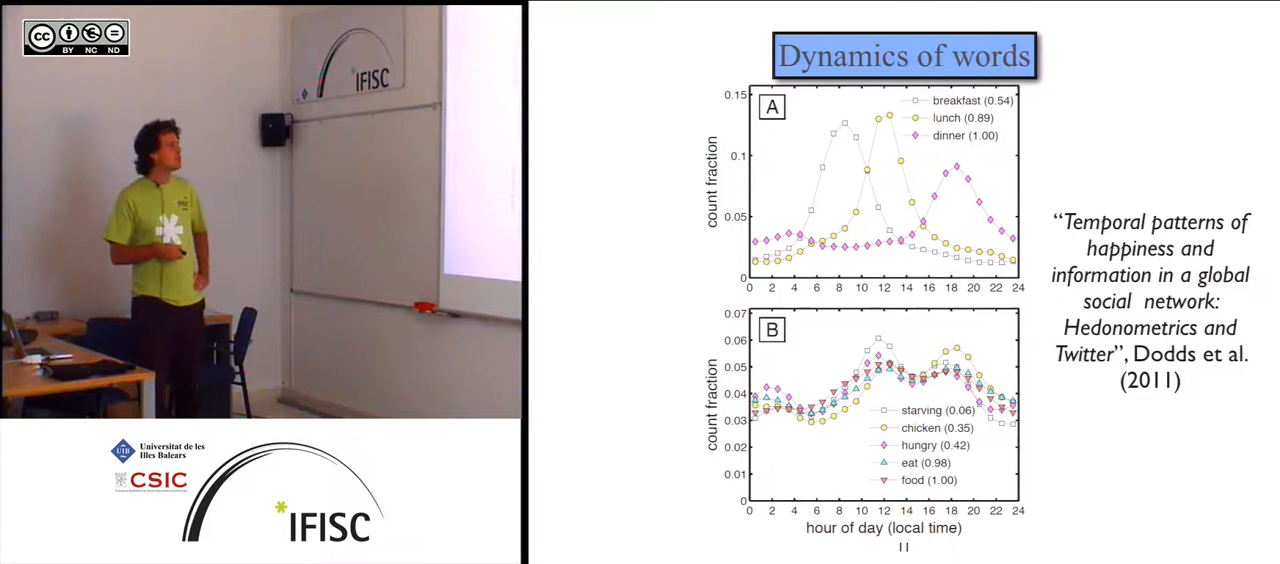 cc
BY NC ND
IFISC
Universitat de les
Illes Balears
UIB
CSIC
*IFISC
Dynamics of words
A
breakfast (0.54)
lunch (0.89)
dinner (1.00)
count fraction
0.15
0.1
0.05
0
0 2 4 6 8 10 12 14 16 18 20 22 24
B
starving (0.06)
chicken (0.35)
hungry (0.42)
eat (0.98)
food (1.00)
count fraction
0.07
0.06
0.05
0.04
0.03
0.02
0.01
0
0 2 4 6 8 10 12 14 16 18 20 22 24
hour of day (local time)
11
“Temporal patterns of
happiness and
information in a global
social network:
Hedonometrics and
Twitter”, Dodds et al.
(2011)